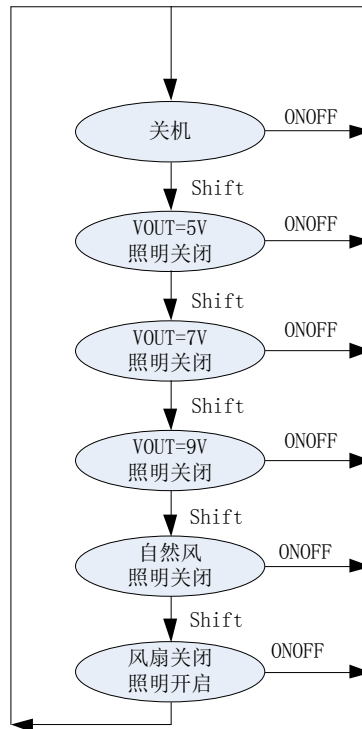 关机
ONOFF
Shift
VOUT=5V
照明关闭
ONOFF
Shift
VOUT=7V
照明关闭
ONOFF
Shift
VOUT=9V
照明关闭
ONOFF
Shift
自然风
照明关闭
ONOFF
Shift
风扇关闭
照明开启
ONOFF